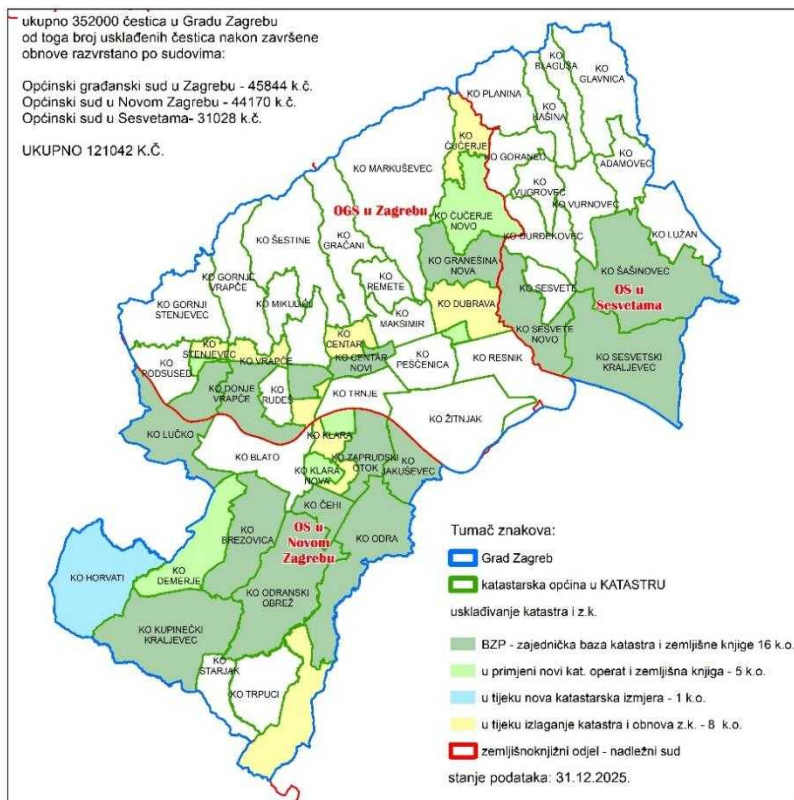 ukupno 352000 čestica u Gradu Zagrebu
od toga broj usklađenih čestica nakon završene
obnove razvrstano po sudovima:
Općinski građanski sud u Zagrebu - 45844 k.č.
Općinski sud u Novom Zagrebu - 44170 k.č.
Općinski sud u Sesvetama- 31028 k.č.
UKUPNO 121042 K.Č.
KO BLAGUŠA
KO GLAVNICA
KO PLANINA
KO KAŠINA
KO ČUČERJE
KO GORANEC
KO ADAMOVEC
KO MARKUŠEVEC
KO VUGROVEC
KO VURNOVEC
OGS u Zagrebu
KO ČUČERJE NOVO
KO ĐURĐEKOVEC
KO LUŽAN
KO ŠESTINE
KO GRAČANI
KO GRANEŠINA NOVA
KO ŠAŠINOVEC
KO GORNJE VRAPČE
KO REMETE
KO SESVETE
OS u Sesvetama
KO GORNJI STENJEVEC
KO MIKULIĆI
KO DUBRAVA
KO MAKSIMIR
KO SESVETE NOVO
KO CENTAR
KO STENJEVEC
KO VRAPČE
KO CENTAR NOVI
KO PEŠČENICA
KO RESNIK
KO SESVETSKI KRALJEVEC
KO PODSUSED
KO DONJE VRAPČE
KO RUDEŠ
KO TRNJE
KO ŽITNJAK
KO LUČKO
KO KLARA
KO BLATO
KO ZAPRUDSKI OTOK
KO JAKUŠEVEC
KO KLARA NOVA
KO ČEHI
OS u Novom Zagrebu
KO BREZOVICA
KO ODRA
KO HORVATI
KO DEMERJE
KO ODRANSKI OBREŽ
KO KUPINEČKI KRALJEVEC
KO STARJAK
KO TRPUCI
Tumač znakova:
Grad Zagreb
katastarska općina u KATASTRU
usklađivanje katastra i z.k.
BZP - zajednička baza katastra i zemljišne knjige 16 k.o.
u primjeni novi kat. operat i zemljišna knjiga - 5 k.o.
u tijeku nova katastarska izmjera - 1 k.o.
u tijeku izlaganje katastra i obnova z.k. - 8 k.o.
zemljišnoknjižni odjel - nadležni sud
stanje podataka: 31.12.2025.